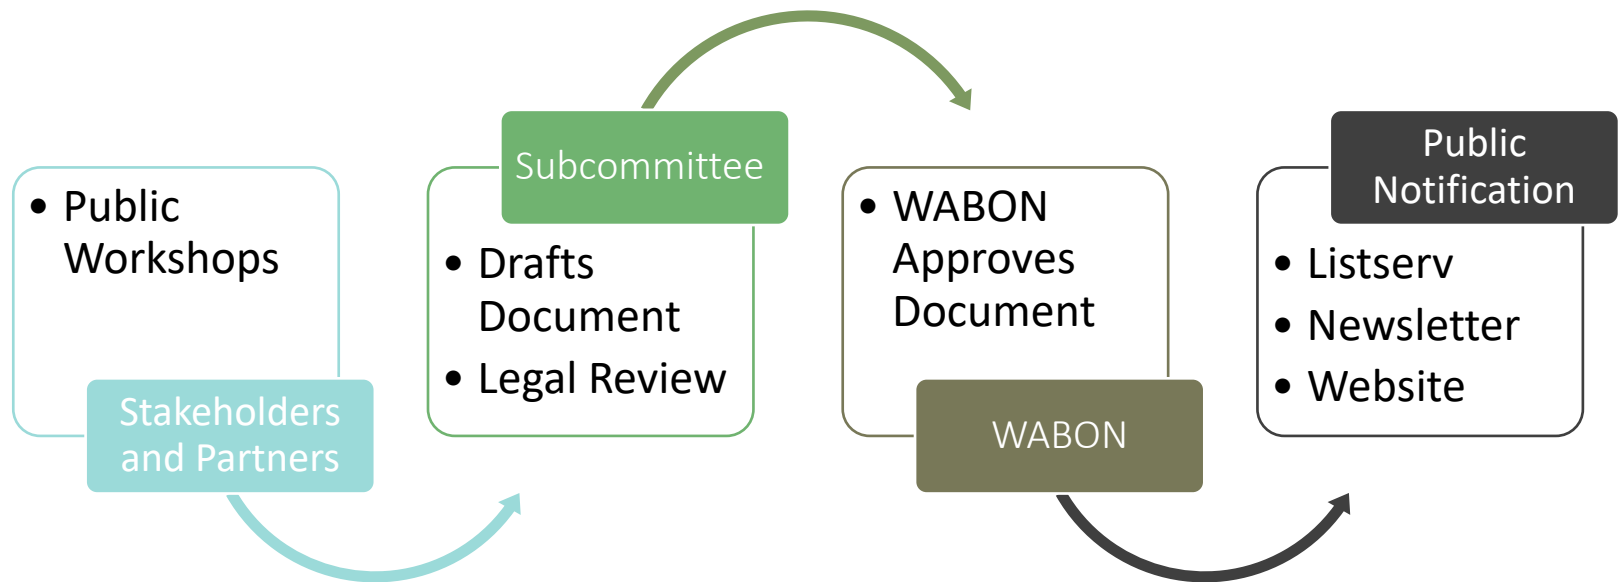 • Public
Workshops
Stakeholders
and Partners
Subcommittee
• Drafts
Document
• Legal Review
• WABON
Approves
Document
WABON
Public
Notification
• Listserv
• Newsletter
• Website